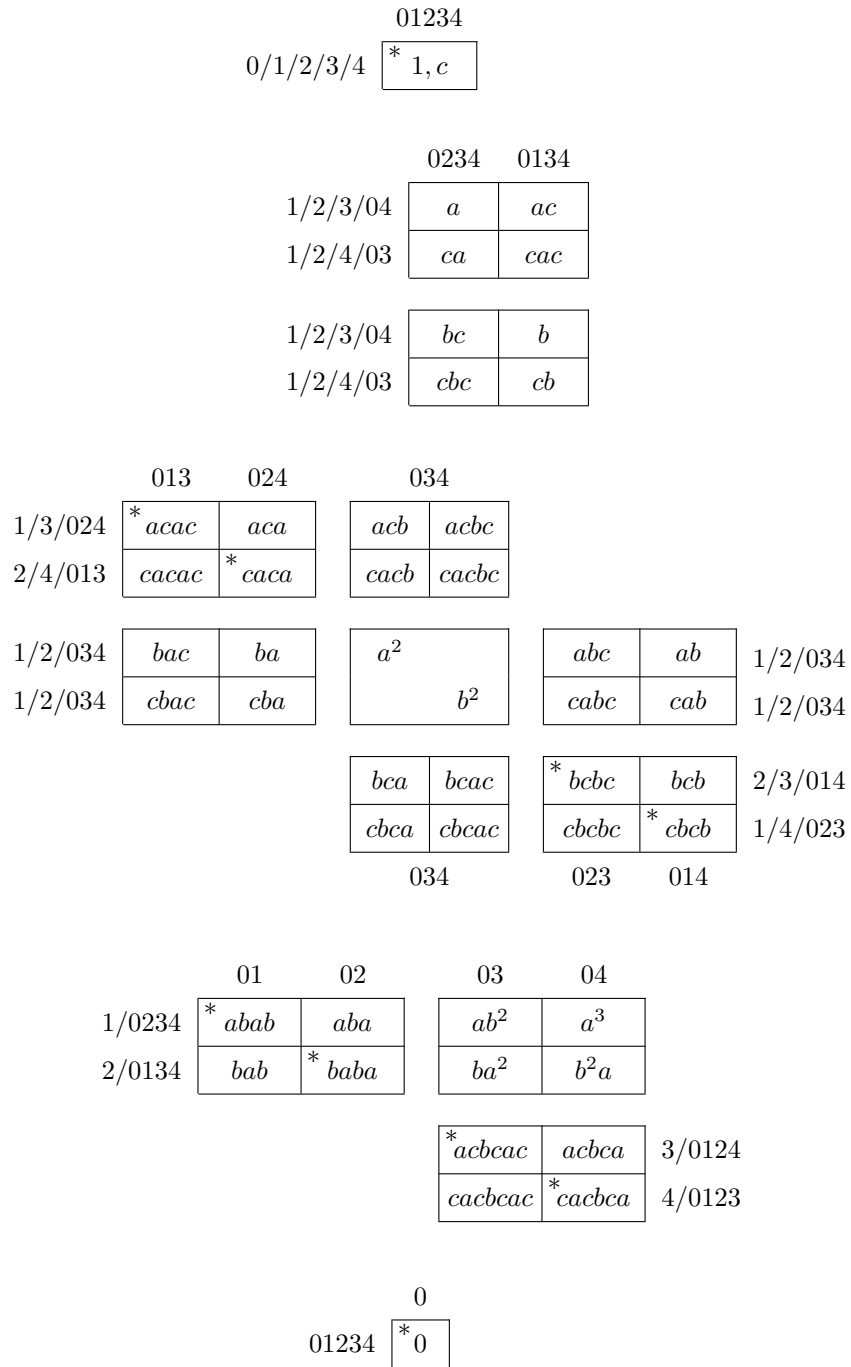 01234
0/1/2/3/4 * 1, c
0234 0134
1/2/3/04 a ac
1/2/4/03 ca cac
1/2/3/04 bc b
1/2/4/03 cbc cb
013 024 034
1/3/024 * acac aca acb acbc
2/4/013 cacac * caca cacb cacbc
1/2/034 bac ba a² abc ab 1/2/034
1/2/034 cbac cba b² cabc cab 1/2/034
bca bcac * bcbc bcb 2/3/014
cbca cbcac cbcbc * cbcb 1/4/023
034 023 014
01 02 03 04
1/0234 * abab aba ab² a³
2/0134 bab * baba ba² b²a
* acbcac acbca 3/0124
cacbcac * cacbca 4/0123
0
01234 * 0